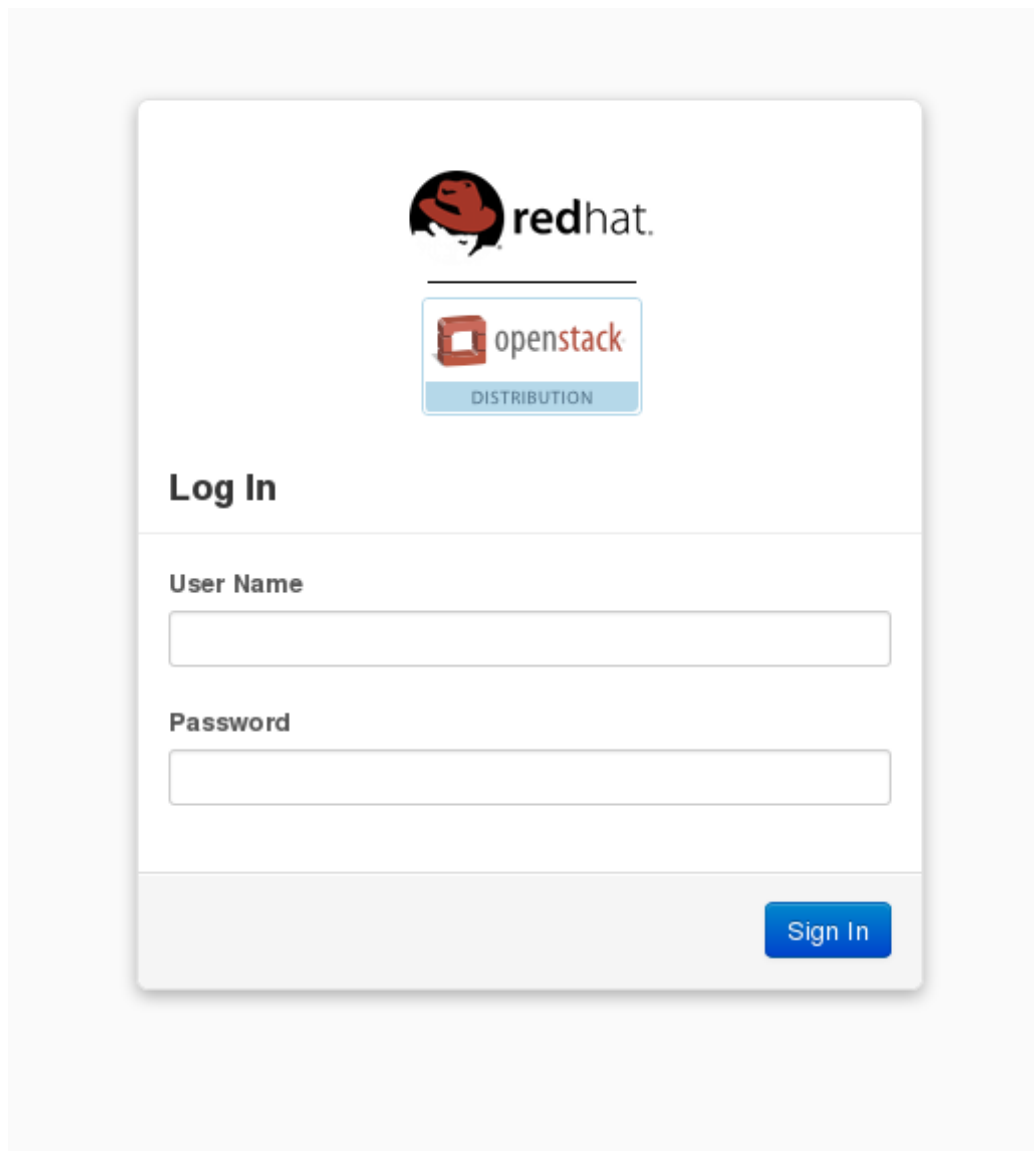 redhat.
openstack
DISTRIBUTION
Log In
User Name
Password
Sign In